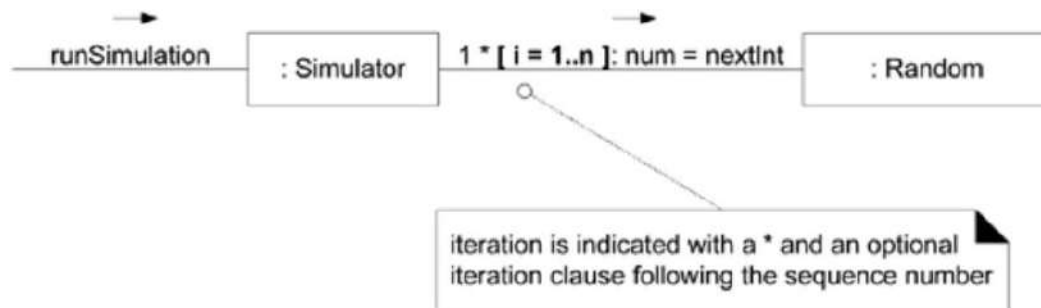 runSimulation
: Simulator
1 * [ i = 1..n ]: num = nextInt
: Random
iteration is indicated with a * and an optional
iteration clause following the sequence number